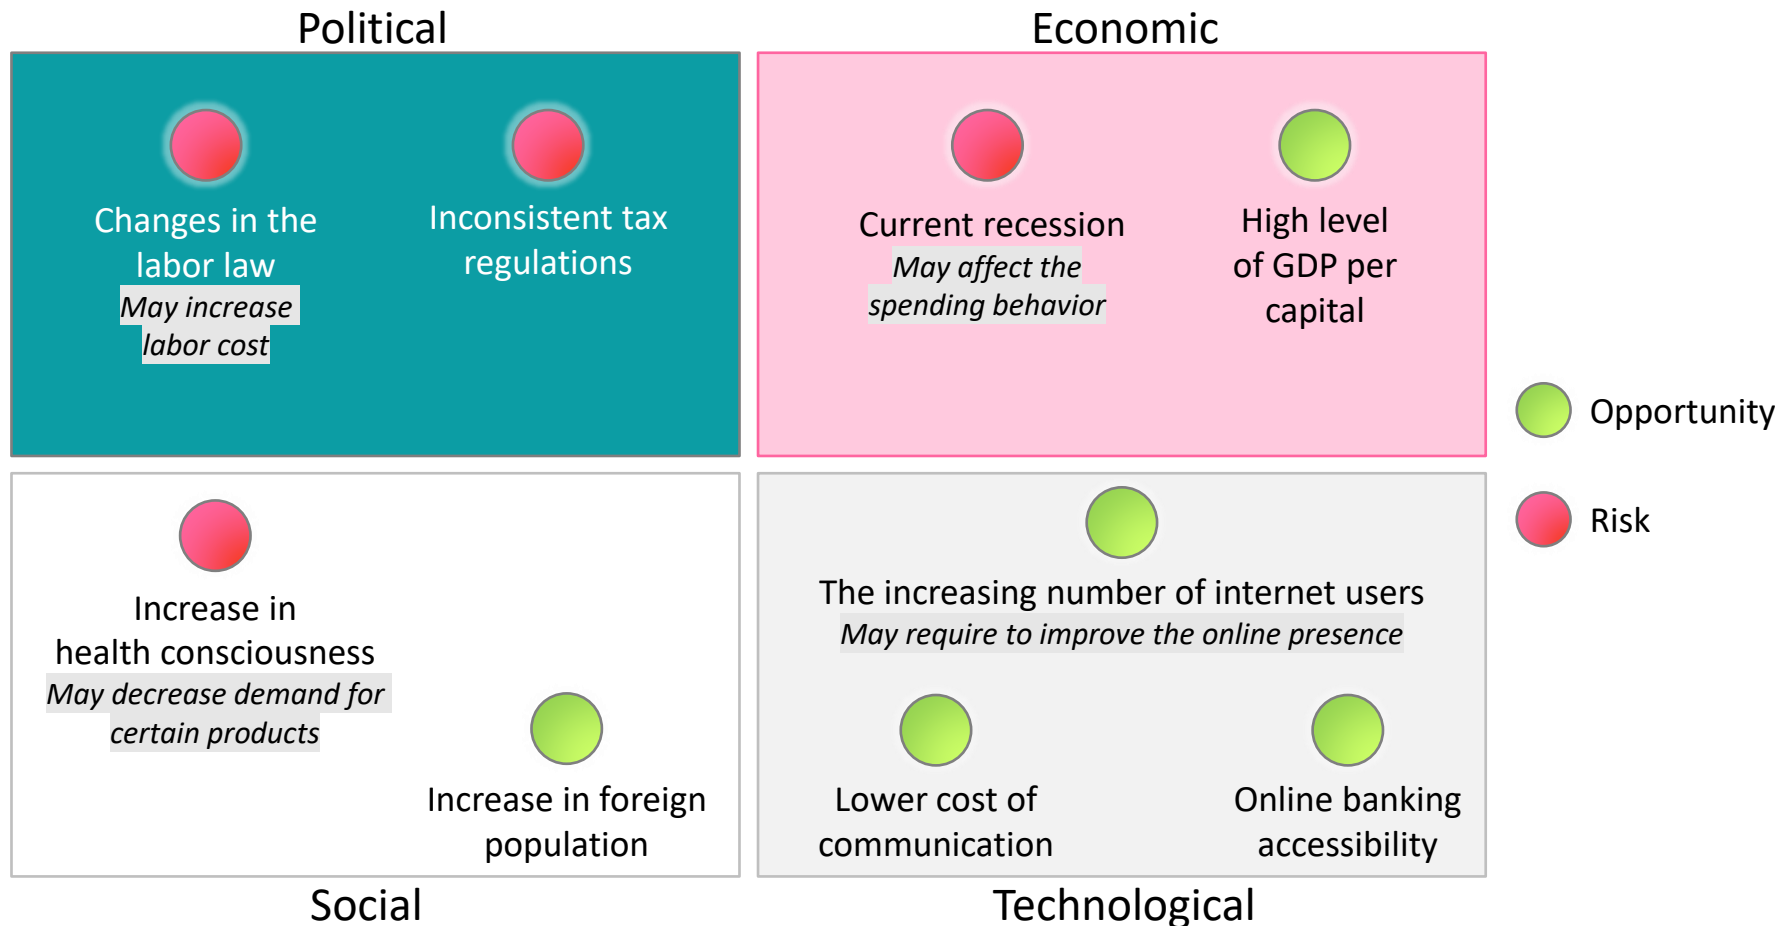 Political
Economic
Changes in the
labor law
May increase
labor cost
Inconsistent tax
regulations
Current recession
May affect the
spending behavior
High level
of GDP per
capital
Opportunity
Risk
Increase in
health consciousness
May decrease demand for
certain products
Increase in foreign
population
The increasing number of internet users
May require to improve the online presence
Lower cost of
communication
Online banking
accessibility
Social
Technological